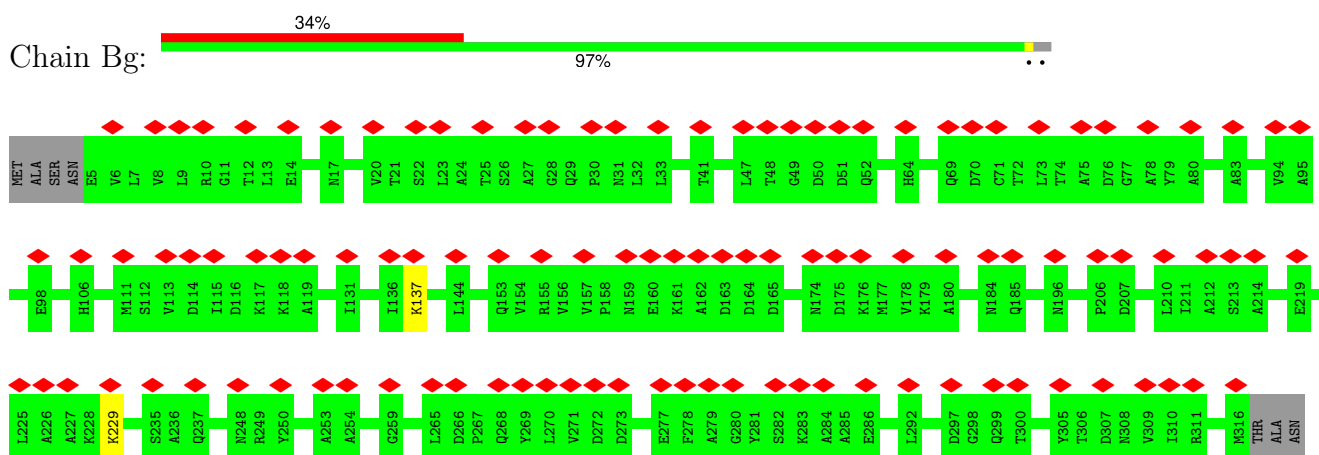 34%
Chain Bg:
97%
• •
MET ALA SER ASN E5 V6 L7 V8 L9 R10 G11 T12 L13 E14 N17 V20 T21 S22 L23 A24 T25 S26 A27 G28 Q29 P30 N31 L32 L33 T41 L47 T48 G49 D50 D51 Q52 H64 Q69 D70 C71 T72 L73 T74 A75 D76 G77 A78 Y79 A80 A83 V94 A95
E98 H106 M111 S112 V113 D114 I115 D116 K117 K118 A119 I131 I136 K137 L144 Q153 V154 R155 V156 V157 P158 N159 E160 K161 A162 D163 D164 D165 N174 D175 K176 M177 V178 K179 A180 N184 Q185 N196 P206 D207 L210 I211 A212 S213 A214 E219
L225 A226 A227 K228 K229 S235 A236 Q237 N248 R249 Y250 A253 A254 G259 L265 D266 P267 Q268 Y269 L270 V271 D272 D273 E277 F278 A279 G280 Y281 S282 K283 A284 A285 E286 L292 D297 G298 Q299 T300 Y305 T306 D307 N308 V309 I310 R311 M316 THR ALA ASN